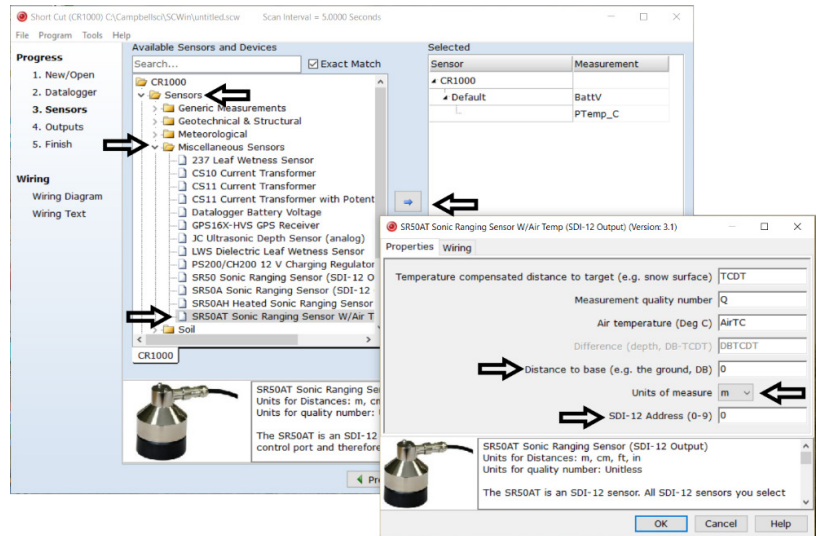 Short Cut (CR1000) C:\Campbellsci\SCWin\untitled.scw Scan Interval = 5.0000 Seconds
File Program Tools Help
Progress
1. New/Open
2. Datalogger
3. Sensors
4. Outputs
5. Finish
Wiring
Wiring Diagram
Wiring Text
Available Sensors and Devices
Search...
Exact Match
CR1000
Sensors
Generic Measurements
Geotechnical & Structural
Meteorological
Miscellaneous Sensors
237 Leaf Wetness Sensor
CS10 Current Transformer
CS11 Current Transformer
CS11 Current Transformer with Potent
Datalogger Battery Voltage
GPS16X-HVS GPS Receiver
JC Ultrasonic Depth Sensor (analog)
LWS Dielectric Leaf Wetness Sensor
PS200/CH200 12 V Charging Regulator
SR50 Sonic Ranging Sensor (SDI-12 O
SR50A Sonic Ranging Sensor (SDI-12
SR50AH Heated Sonic Ranging Sensor
SR50AT Sonic Ranging Sensor W/Air T
Soil
CR1000
SR50AT Sonic Ranging Se
Units for Distances: m, cm
Units for quality number:
The SR50AT is an SDI-12
control port and therefore
Selected
Sensor Measurement
CR1000
Default BattV
PTemp_C
SR50AT Sonic Ranging Sensor W/Air Temp (SDI-12 Output) (Version: 3.1)
Properties Wiring
Temperature compensated distance to target (e.g. snow surface) TCDT
Measurement quality number Q
Air temperature (Deg C) AirTC
Difference (depth, DB-TCDT) DBTCDT
Distance to base (e.g. the ground, DB) 0
Units of measure m
SDI-12 Address (0-9) 0
SR50AT Sonic Ranging Sensor (SDI-12 Output)
Units for Distances: m, cm, ft, in
Units for quality number: Unitless
The SR50AT is an SDI-12 sensor. All SDI-12 sensors you select
OK Cancel Help